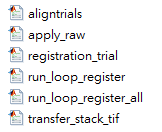 aligntrials
apply_raw
registration_trial
run_loop_register
run_loop_register_all
transfer_stack_tif